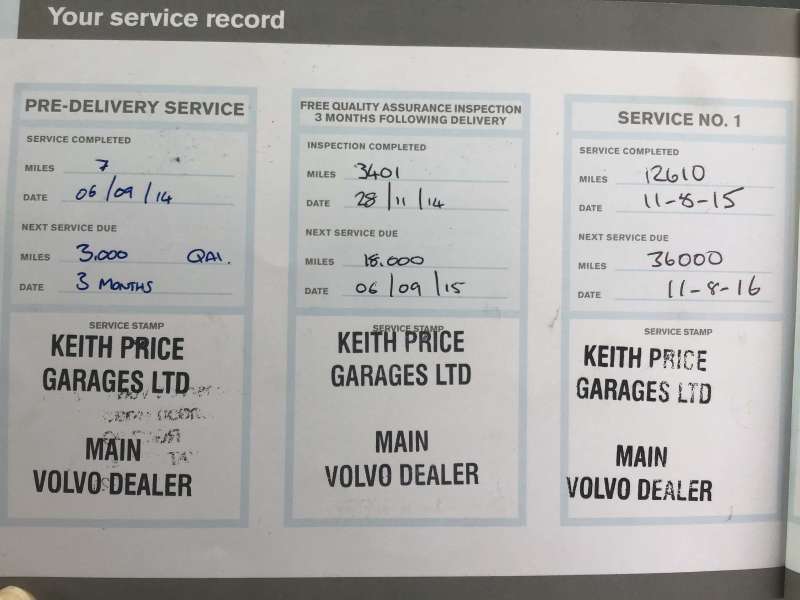 Your service record
PRE-DELIVERY SERVICE
SERVICE COMPLETED
MILES 7
DATE 06/09/14
NEXT SERVICE DUE
MILES 3.000 QAI.
DATE 3 MONTHS
SERVICE STAMP
KEITH PRICE
GARAGES LTD
MAIN
VOLVO DEALER
FREE QUALITY ASSURANCE INSPECTION
3 MONTHS FOLLOWING DELIVERY
INSPECTION COMPLETED
MILES 3401
DATE 28/11/14
NEXT SERVICE DUE
MILES 18.000
DATE 06/09/15
SERVICE STAMP
KEITH PRICE
GARAGES LTD
MAIN
VOLVO DEALER
SERVICE NO. 1
SERVICE COMPLETED
MILES 12610
DATE 11-8-15
NEXT SERVICE DUE
MILES 36000
DATE 11-8-16
SERVICE STAMP
KEITH PRICE
GARAGES LTD
MAIN
VOLVO DEALER